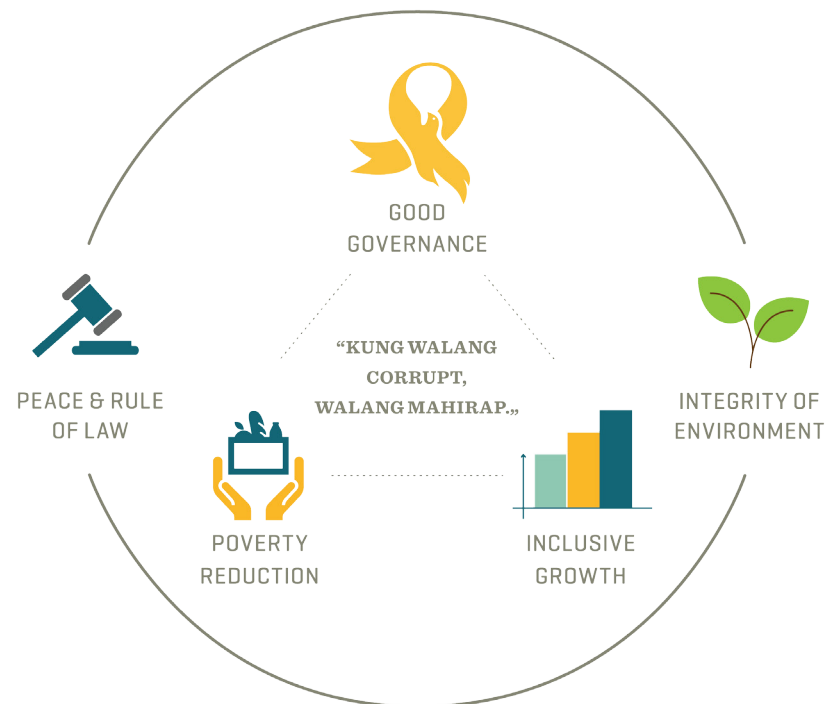 GOOD
GOVERNANCE
“KUNG WALANG
CORRUPT,
WALANG MAHIRAP.„
PEACE & RULE
OF LAW
INTEGRITY OF
ENVIRONMENT
POVERTY
REDUCTION
INCLUSIVE
GROWTH